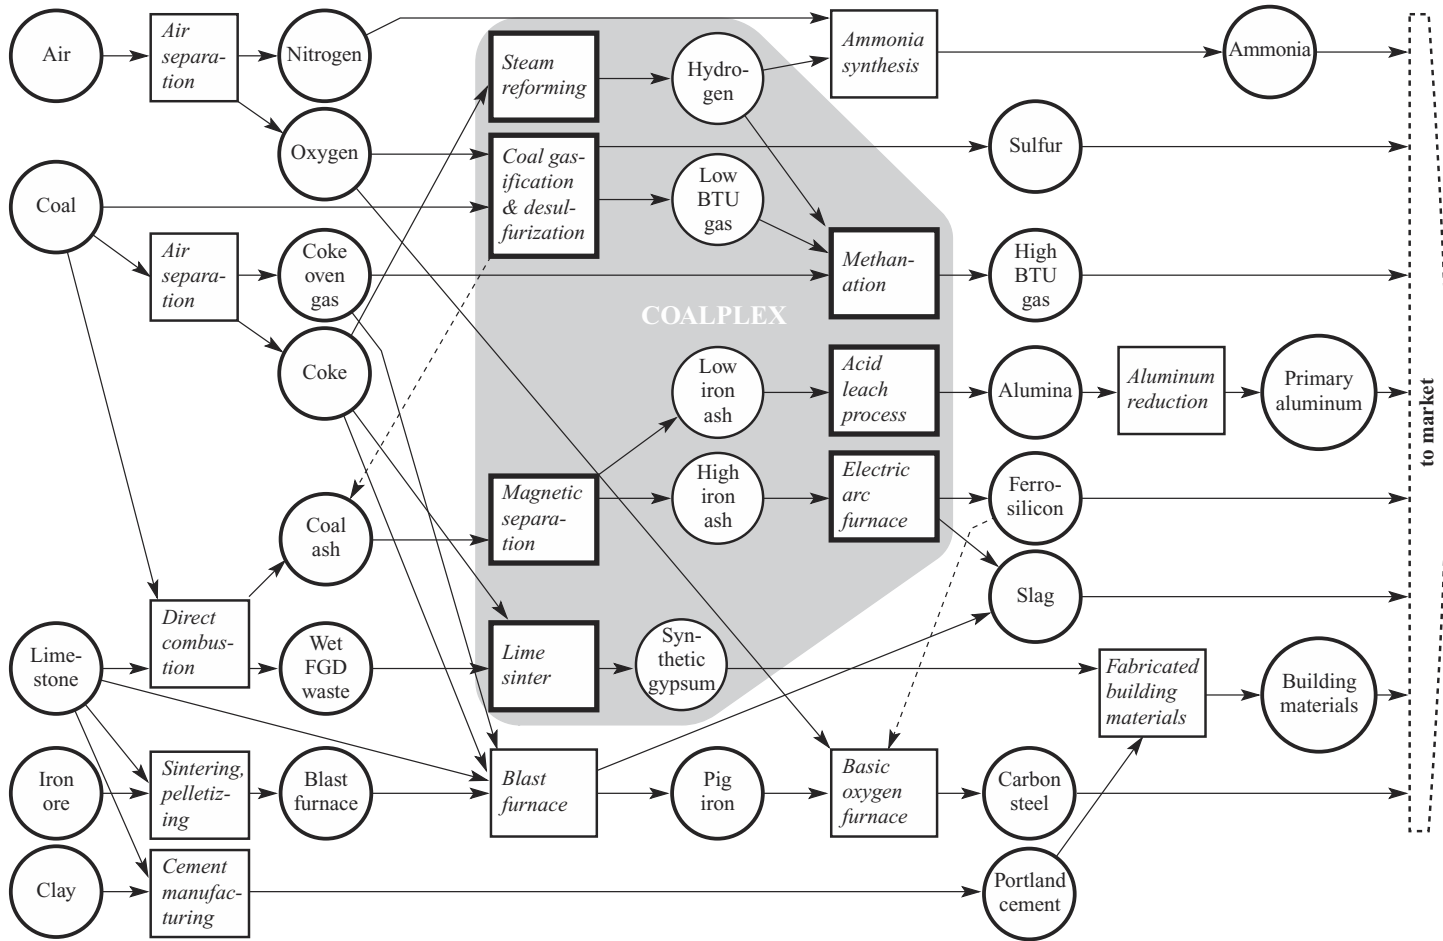 Air
Air
separa-
tion
Nitrogen
Oxygen
Steam
reforming
Hydro-
gen
Ammonia
synthesis
Ammonia
Coal
Coal gas-
ification
& desul-
furization
Low
BTU
gas
Sulfur
Air
separa-
tion
Coke
oven
gas
Coke
Methan-
ation
High
BTU
gas
COALPLEX
Low
iron
ash
Acid
leach
process
Alumina
Aluminum
reduction
Primary
aluminum
to market
Coal
ash
Magnetic
separa-
tion
High
iron
ash
Electric
arc
furnace
Ferro-
silicon
Slag
Lime-
stone
Direct
combus-
tion
Wet
FGD
waste
Lime
sinter
Syn-
thetic
gypsum
Fabricated
building
materials
Building
materials
Iron
ore
Sintering,
pelletiz-
ing
Blast
furnace
Blast
furnace
Pig
iron
Basic
oxygen
furnace
Carbon
steel
Clay
Cement
manufac-
turing
Portland
cement